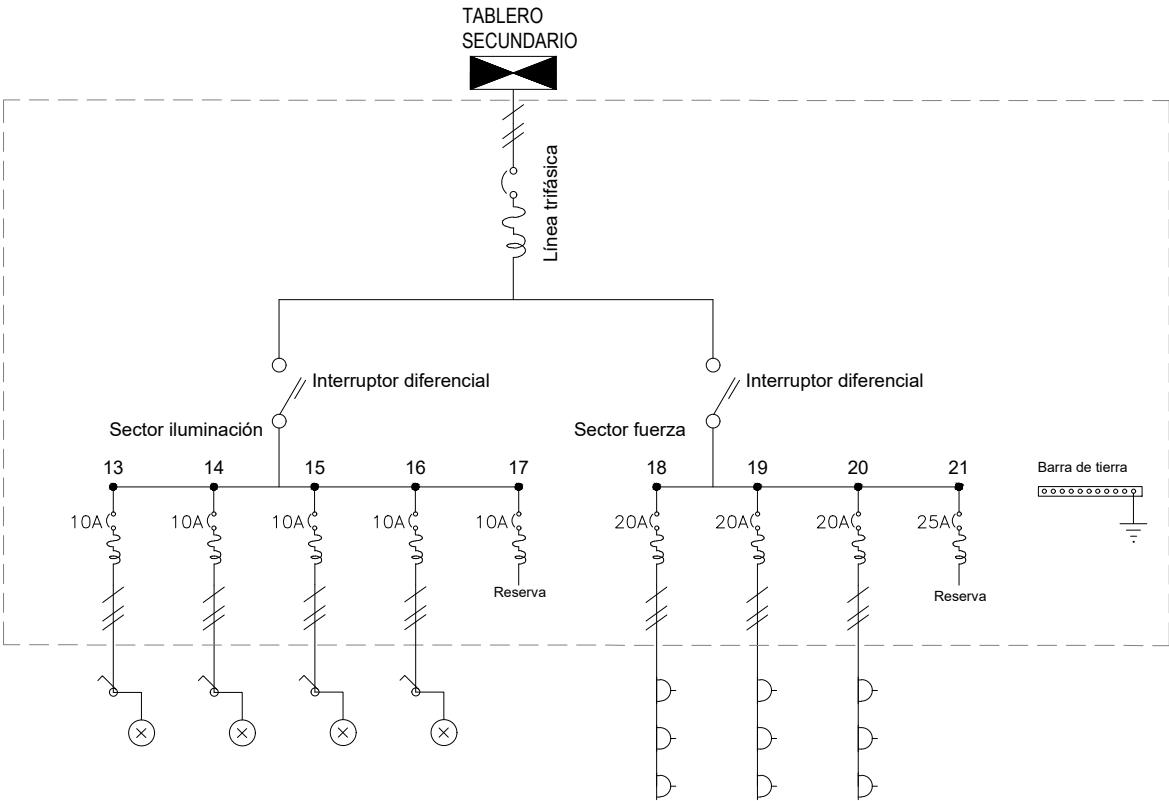 TABLERO
SECUNDARIO
Línea trifásica
Interruptor diferencial
Interruptor diferencial
Sector iluminación
Sector fuerza
13
14
15
16
17
18
19
20
21
Barra de tierra
10A
10A
10A
10A
10A
20A
20A
20A
25A
Reserva
Reserva